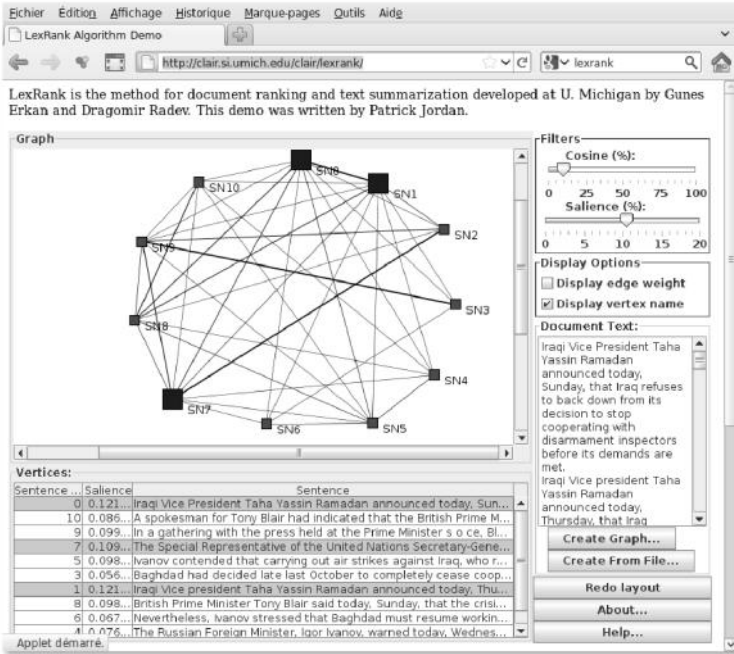 Fichier Édition Affichage Historique Marque-pages Outils Aide
LexRank Algorithm Demo
http://clair.si.umich.edu/clair/lexrank/
lexrank
LexRank is the method for document ranking and text summarization developed at U. Michigan by Gunes
Erkan and Dragomir Radev. This demo was written by Patrick Jordan.
Graph
SN0
SN10
SN1
SN2
SN9
SN3
SN8
SN4
SN7
SN6
SN5
Filters
Cosine (%):
0 25 50 75 100
Salience (%):
0 5 10 15 20
Display Options
Display edge weight
Display vertex name
Document Text:
Iraqi Vice President Taha
Yassin Ramadan
announced today,
Sunday, that Iraq refuses
to back down from its
decision to stop
cooperating with
disarmament inspectors
before its demands are
met.
Iraqi Vice president Taha
Yassin Ramadan
announced today,
Thursday, that Iraq
Create Graph...
Create From File...
Redo layout
About...
Help...
Vertices:
Sentence ... Salience Sentence
0 0.121... Iraqi Vice President Taha Yassin Ramadan announced today, Sun...
10 0.086... A spokesman for Tony Blair had indicated that the British Prime M...
9 0.099... In a gathering with the press held at the Prime Minister s o ce, Bl...
7 0.109... The Special Representative of the United Nations Secretary-Gene...
5 0.098... Ivanov contended that carrying out air strikes against Iraq, who r...
3 0.056... Baghdad had decided late last October to completely cease coop...
1 0.121... Iraqi Vice president Taha Yassin Ramadan announced today, Thu...
8 0.098... British Prime Minister Tony Blair said today, Sunday, that the crisi...
6 0.067... Nevertheless, Ivanov stressed that Baghdad must resume workin...
4 0.076... The Russian Foreign Minister, Igor Ivanov, warned today, Wednes...
Applet démarré.